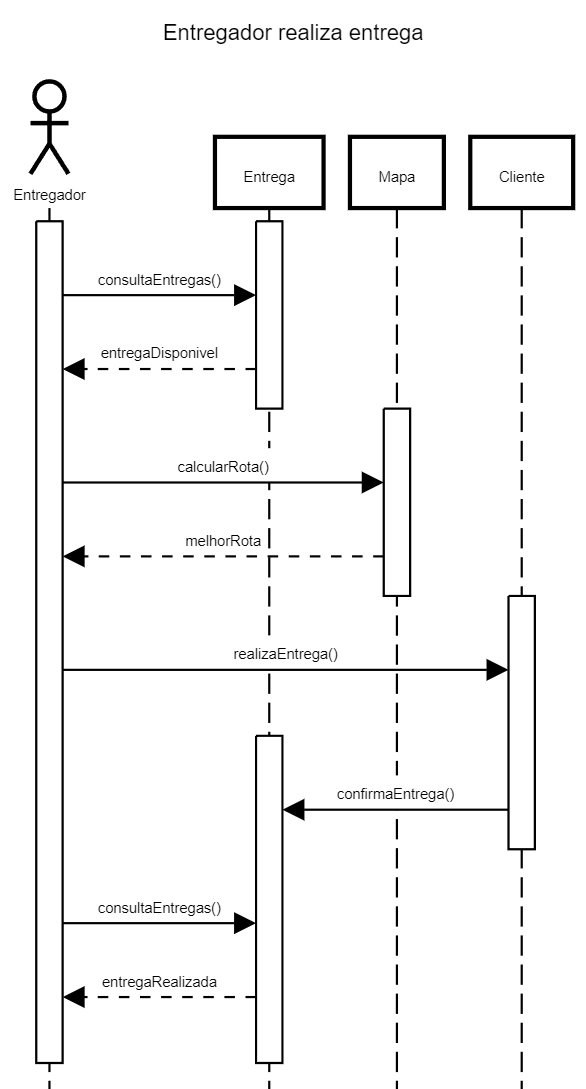 Entregador realiza entrega
Entregador
Entrega
Mapa
Cliente
consultaEntregas()
entregaDisponivel
calcularRota()
melhorRota
realizaEntrega()
confirmaEntrega()
consultaEntregas()
entregaRealizada